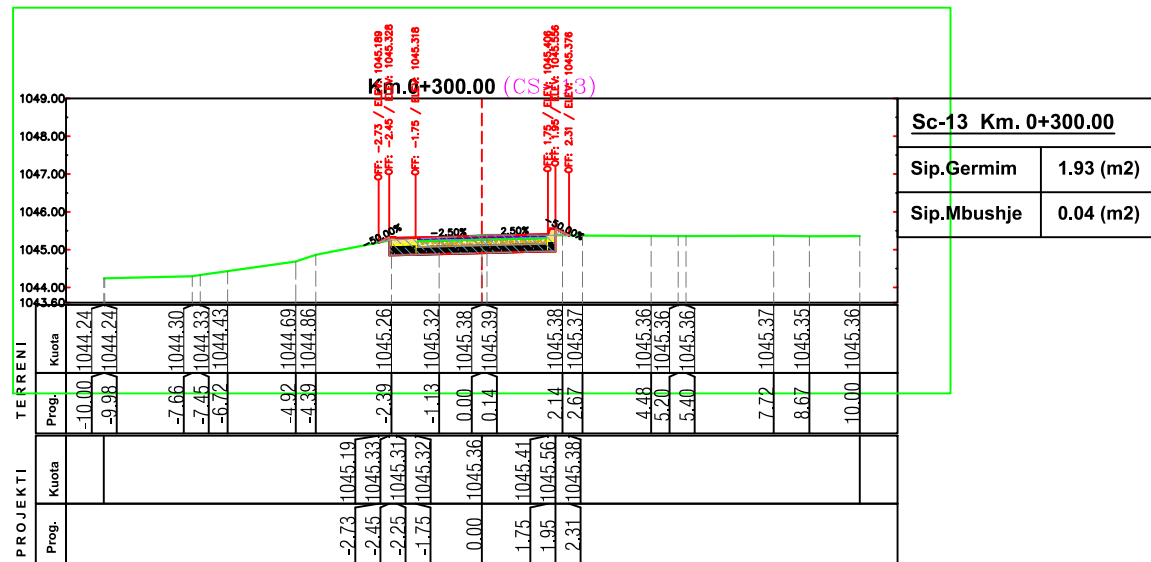 OFF: -2.73 / ELEV: 1045.189
OFF: -2.45 / ELEV: 1045.328
OFF: -1.75 / ELEV: 1045.318
OFF: 1.75 / ELEV: 1045.406
OFF: 1.95 / ELEV: 1045.556
OFF: 2.31 / ELEV: 1045.376
Km.0+300.00 (CS-13)
1049.00
1048.00
1047.00
1046.00
1045.00
1044.00
1043.60
-50.00% -2.50% 2.50% -50.00%
Sc-13 Km. 0+300.00
Sip.Germim 1.93 (m2)
Sip.Mbushje 0.04 (m2)
TERRENI
Kuota 1044.24 1044.24 1044.30 1044.33 1044.43 1044.69 1044.86 1045.26 1045.32 1045.38 1045.39 1045.38 1045.37 1045.36 1045.36 1045.36 1045.37 1045.35 1045.36
Prog. -10.00 -9.98 -7.66 -7.45 -6.72 -4.92 -4.39 -2.39 -1.13 0.00 0.14 2.14 2.67 4.48 5.20 5.40 7.72 8.67 10.00
PROJEKTI
Kuota 1045.19 1045.33 1045.31 1045.32 1045.36 1045.41 1045.56 1045.38
Prog. -2.73 -2.45 -2.25 -1.75 0.00 1.75 1.95 2.31